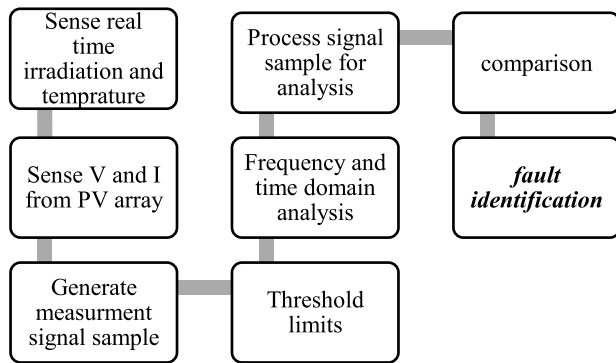 Sense real
time
irradiation and
temprature
Sense V and I
from PV array
Generate
measurment
signal sample
Threshold
limits
Frequency and
time domain
analysis
Process signal
sample for
analysis
comparison
fault
identification